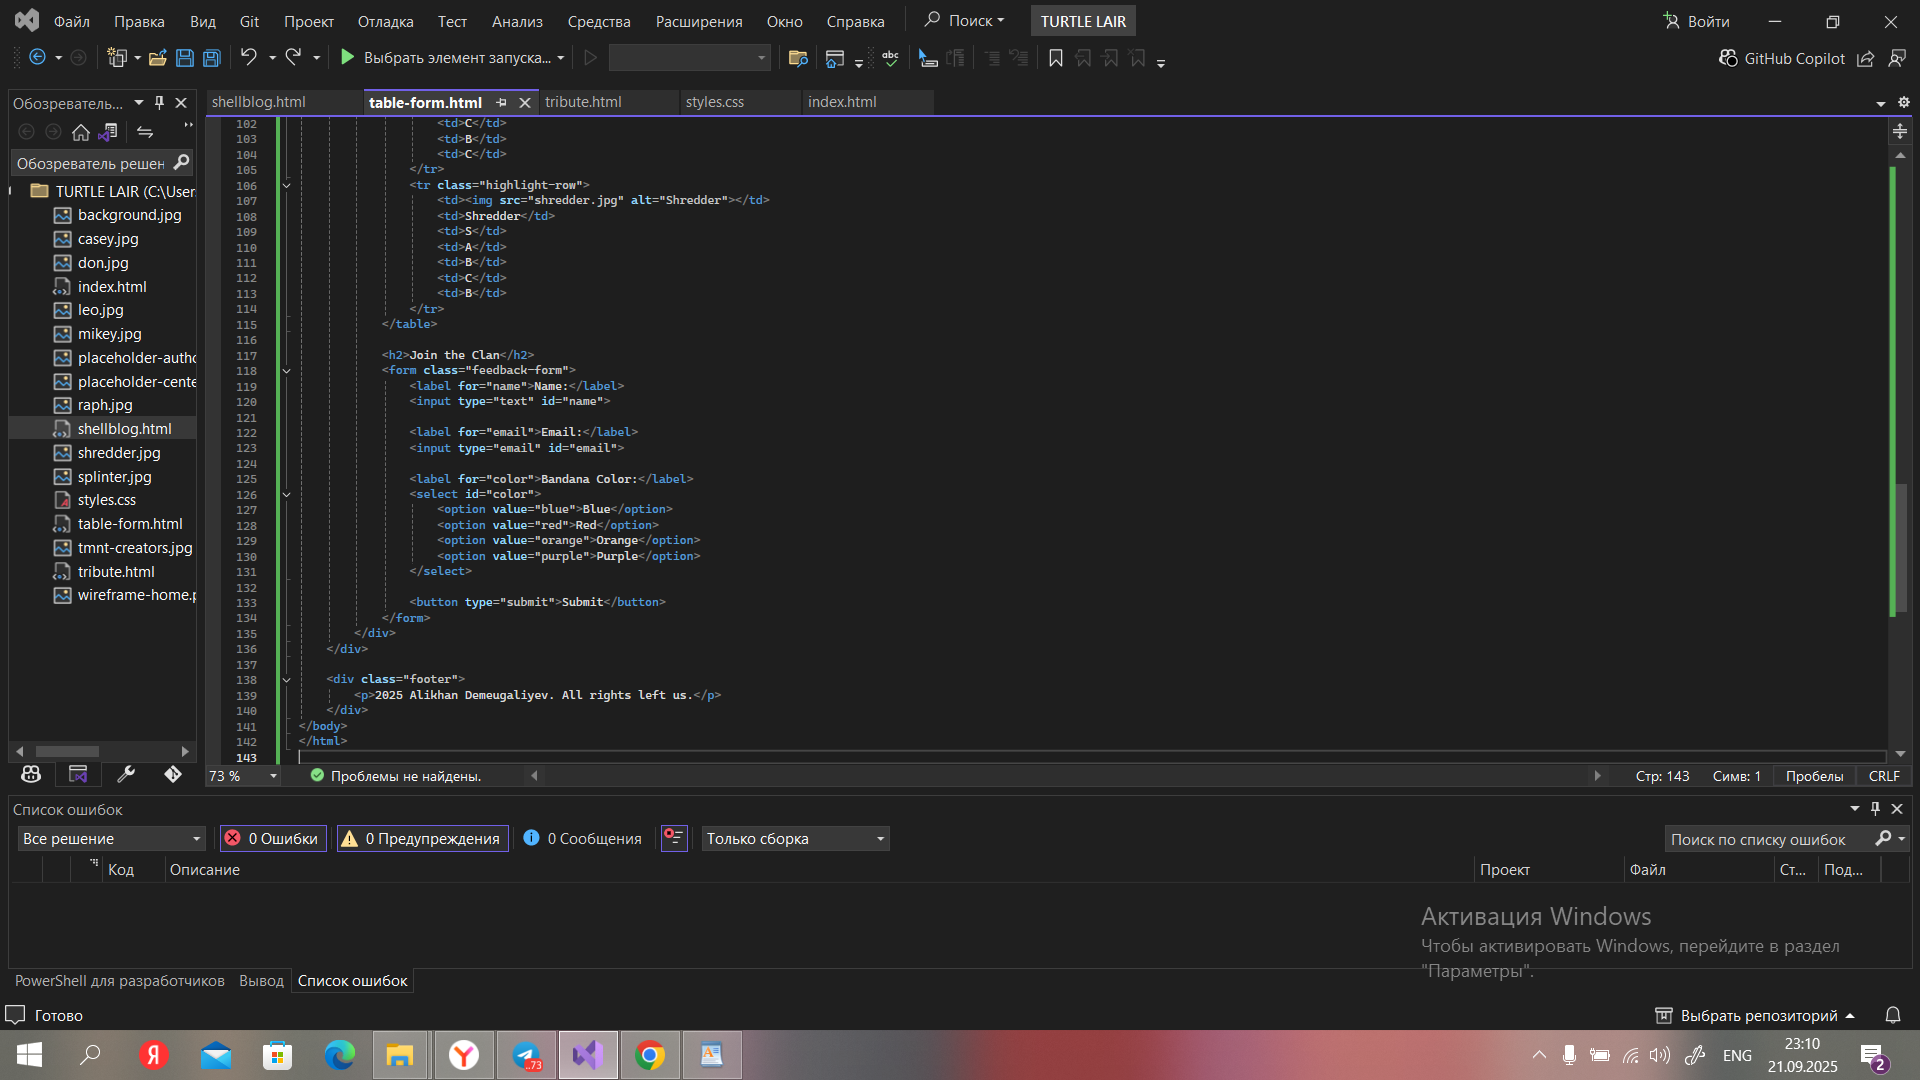 Файл Правка Вид Git Проект Отладка Тест Анализ Средства Расширения Окно Справка Поиск TURTLE LAIR Войти
Выбрать элемент запуска... GitHub Copilot
Обозреватель... shellblog.html table-form.html tribute.html styles.css index.html
Обозреватель решен
TURTLE LAIR (C:\User
background.jpg
casey.jpg
don.jpg
index.html
leo.jpg
mikey.jpg
placeholder-autho
placeholder-cente
raph.jpg
shellblog.html
shredder.jpg
splinter.jpg
styles.css
table-form.html
tmnt-creators.jpg
tribute.html
wireframe-home.p
102 <td>C</td>
103 <td>B</td>
104 <td>C</td>
105 </tr>
106 <tr class="highlight-row">
107 <td><img src="shredder.jpg" alt="Shredder"></td>
108 <td>Shredder</td>
109 <td>S</td>
110 <td>A</td>
111 <td>B</td>
112 <td>C</td>
113 <td>B</td>
114 </tr>
115 </table>
116
117 <h2>Join the Clan</h2>
118 <form class="feedback-form">
119 <label for="name">Name:</label>
120 <input type="text" id="name">
121
122 <label for="email">Email:</label>
123 <input type="email" id="email">
124
125 <label for="color">Bandana Color:</label>
126 <select id="color">
127 <option value="blue">Blue</option>
128 <option value="red">Red</option>
129 <option value="orange">Orange</option>
130 <option value="purple">Purple</option>
131 </select>
132
133 <button type="submit">Submit</button>
134 </form>
135 </div>
136 </div>
137
138 <div class="footer">
139 <p>2025 Alikhan Demeugaliyev. All rights left us.</p>
140 </div>
141 </body>
142 </html>
143
73 % Проблемы не найдены. Стр: 143 Симв: 1 Пробелы CRLF
Список ошибок
Все решение 0 Ошибки 0 Предупреждения 0 Сообщения Только сборка Поиск по списку ошибок
Код Описание Проект Файл Ст... Под...
Активация Windows
Чтобы активировать Windows, перейдите в раздел
"Параметры".
PowerShell для разработчиков Вывод Список ошибок
Готово Выбрать репозиторий
Я Y ..73 A ENG 23:10
21.09.2025 2